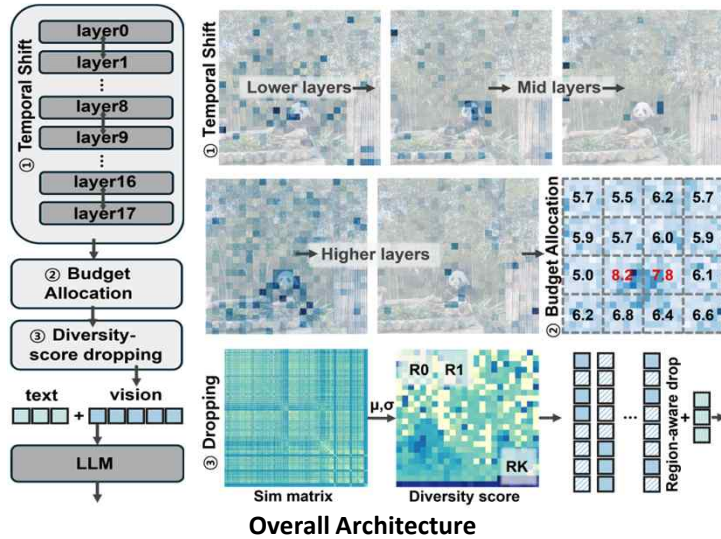 layer0
layer1
...
layer8
layer9
...
layer16
layer17
① Temporal Shift
② Budget
Allocation
③ Diversity-
score dropping
text
vision
+
LLM
① Temporal Shift
Lower layers
Mid layers
Higher layers
② Budget Allocation
5.7 5.5 6.2 5.7
5.9 5.7 6.0 5.9
5.0 8.2 7.8 6.1
6.2 6.8 6.4 6.6
③ Dropping
Sim matrix
μ,σ
R0 R1
RK
Diversity score
...
Region-aware drop
+
Overall Architecture